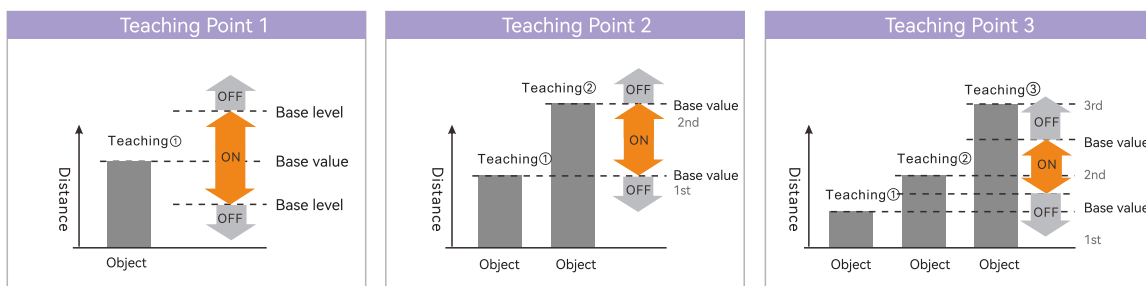 Teaching Point 1
OFF
Base level
Teaching①
ON
Base value
Distance
OFF
Base level
Object
Teaching Point 2
Teaching②
OFF
Base value
2nd
ON
Teaching①
Base value
Distance
OFF
1st
Object
Object
Teaching Point 3
Teaching③
3rd
OFF
Base value
Teaching②
ON
2nd
Distance
Teaching①
OFF
Base value
1st
Object
Object
Object